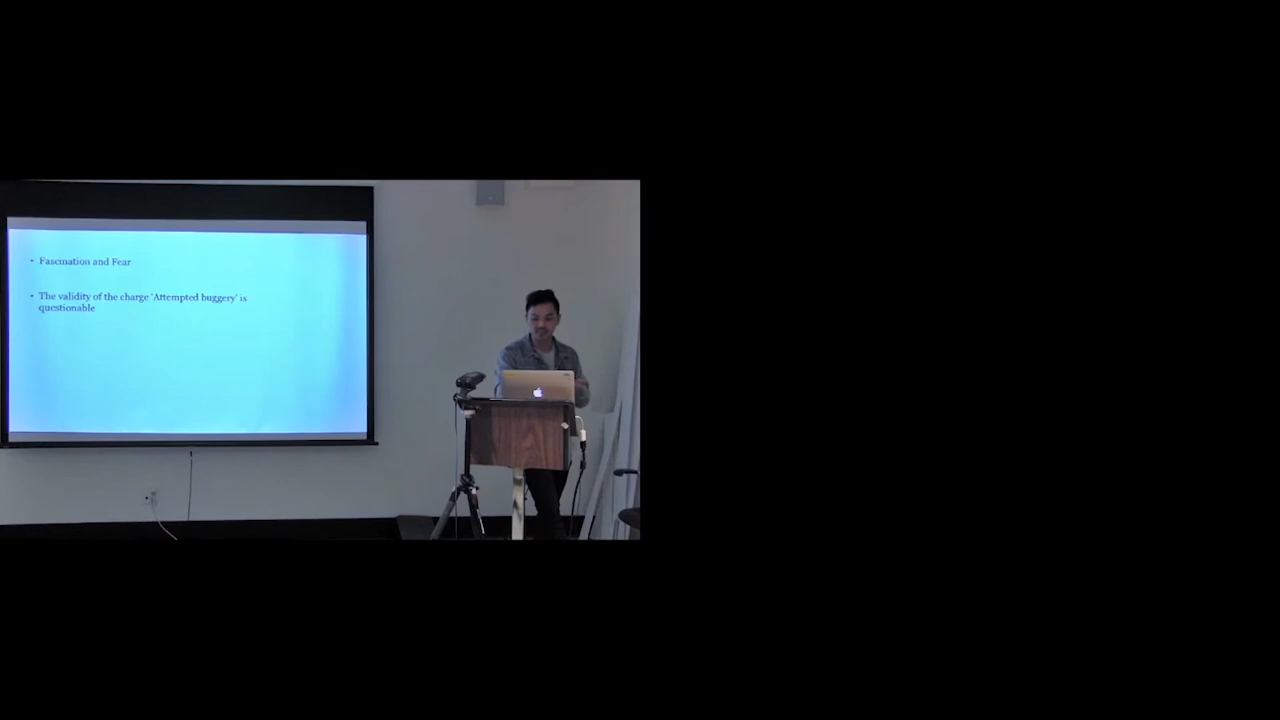 • Fascination and Fear
• The validity of the charge 'Attempted buggery' is
questionable